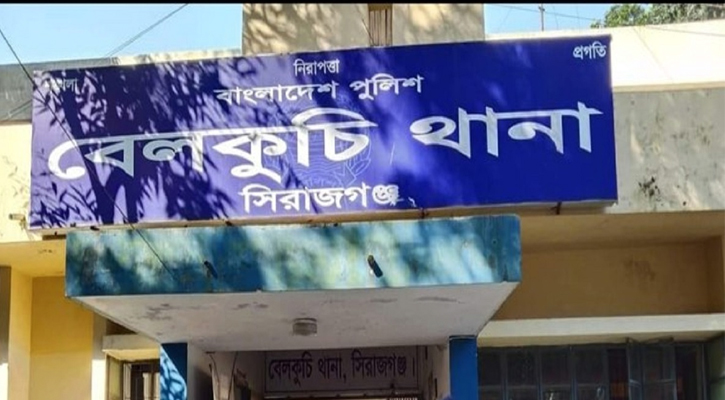 নিরাপত্তা
প্রগতি
বাংলাদেশ পুলিশ
বেলকুচি থানা
সিরাজগঞ্জ
বেলকুচি থানা, সিরাজগঞ্জ।